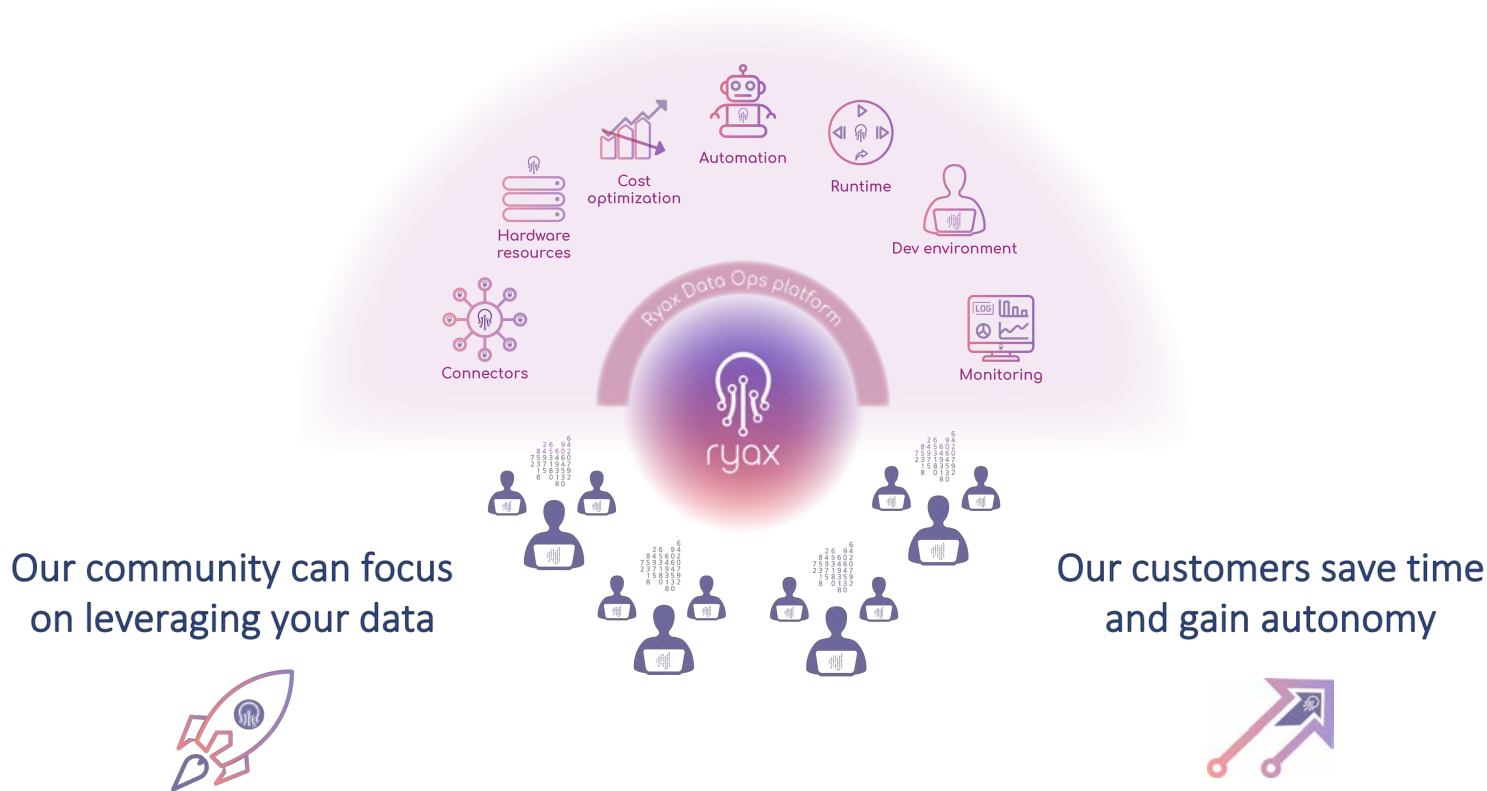 Automation
Cost
optimization
Runtime
Hardware
resources
Dev environment
LOG
Connectors
Monitoring
Ryax Data Ops platform
ryax
Our community can focus
on leveraging your data
Our customers save time
and gain autonomy